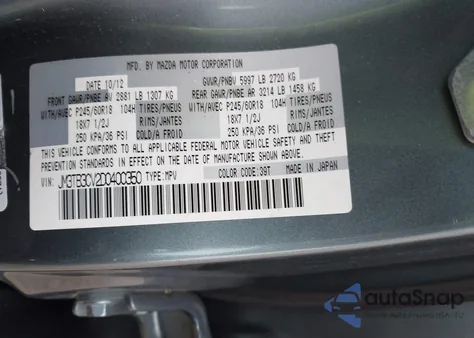 MFD. BY MAZDA MOTOR CORPORATION
DATE 10/12 GVWR/PNBV 5997 LB 2720 KG
FRONT GAWR/PNBE AV 2881 LB 1307 KG REAR GAWR/PNBE AR 3214 LB 1458 KG
WITH/AVEC P245/60R18 104H TIRES/PNEUS WITH/AVEC P245/60R18 104H TIRES/PNEUS
18X7 1/2J RIMS/JANTES 18X7 1/2J RIMS/JANTES
250 KPA/36 PSI COLD/A FROID 250 KPA/36 PSI COLD/A FROID
THIS VEHICLE CONFORMS TO ALL APPLICABLE FEDERAL MOTOR VEHICLE SAFETY AND THEFT
PREVENTION STANDARDS IN EFFECT ON THE DATE OF MANUFACTURE SHOWN ABOVE.
COLOR CODE:39T MADE IN JAPAN
VIN: JM3TB3CV2D0400350 TYPE:MPV
autoSnap